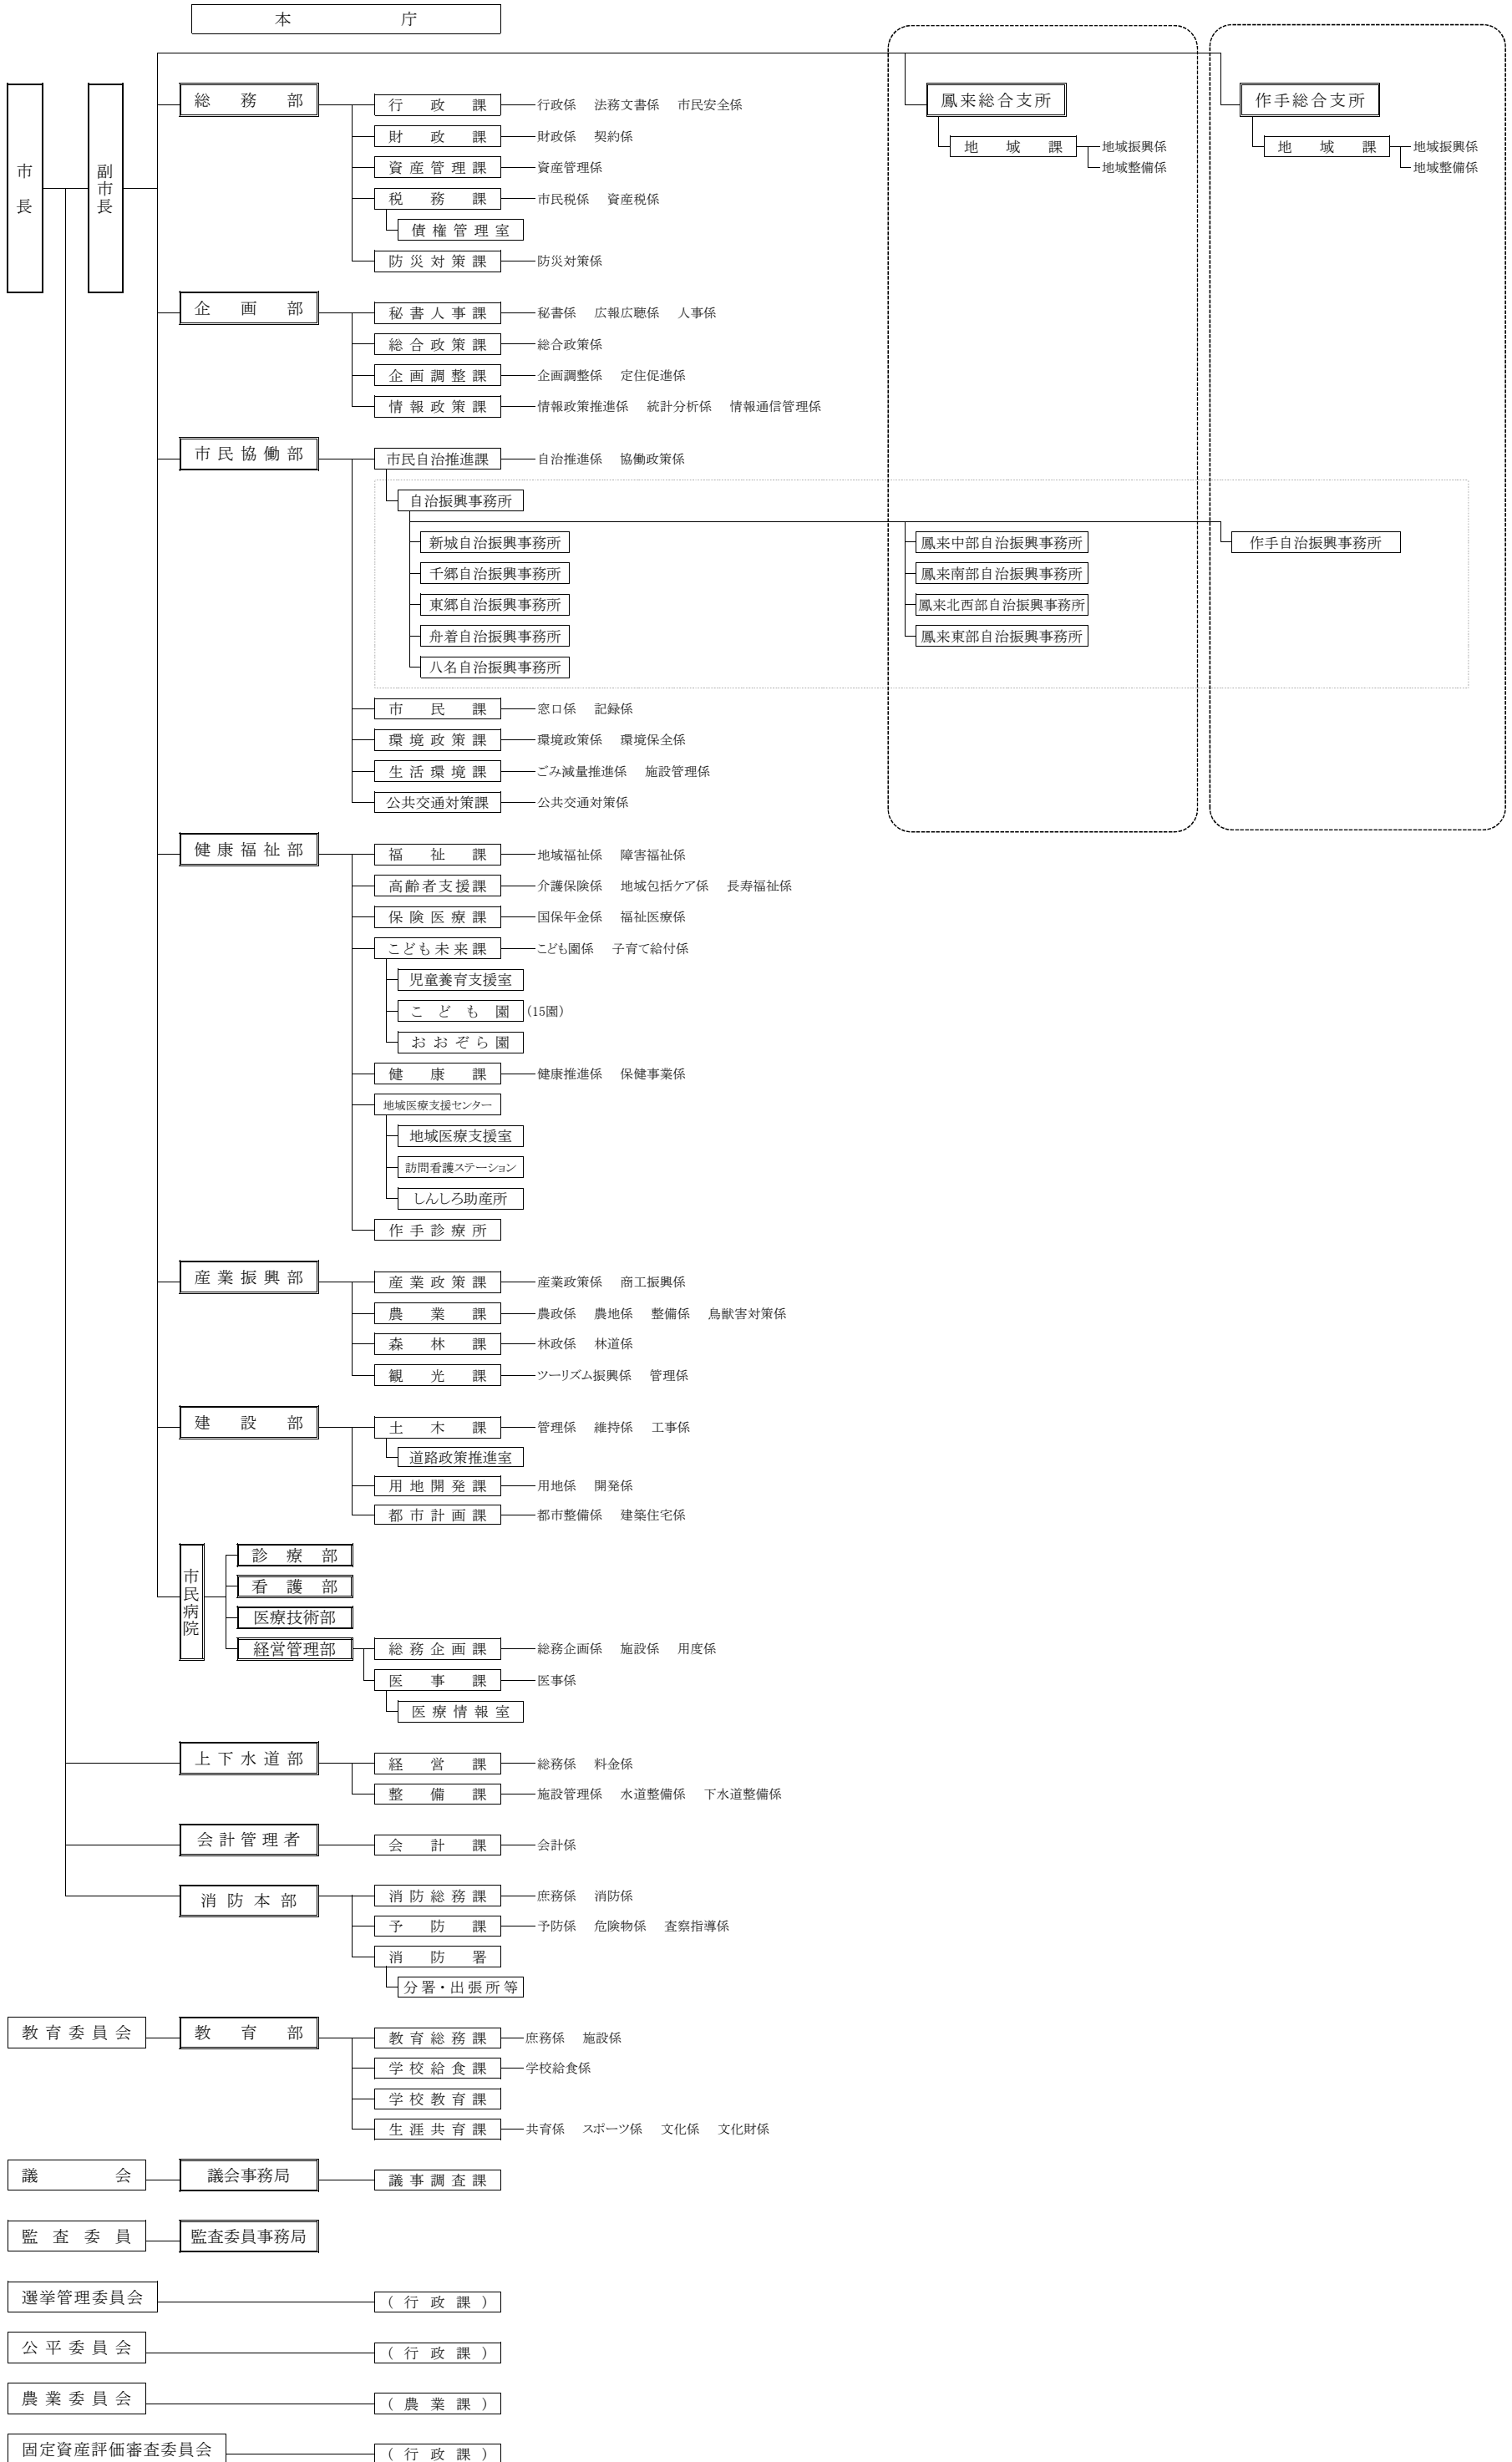 本庁
市長
副市長
総務部 行政課 行政係 法務文書係 市民安全係 鳳来総合支所 作手総合支所
財政課 財政係 契約係 地域課 地域振興係 地域課 地域振興係
資産管理課 資産管理係 地域整備係 地域整備係
税務課 市民税係 資産税係
債権管理室
防災対策課 防災対策係
企画部 秘書人事課 秘書係 広報広聴係 人事係
総合政策課 総合政策係
企画調整課 企画調整係 定住促進係
情報政策課 情報政策推進係 統計分析係 情報通信管理係
市民協働部 市民自治推進課 自治推進係 協働政策係
自治振興事務所
新城自治振興事務所 鳳来中部自治振興事務所 作手自治振興事務所
千郷自治振興事務所 鳳来南部自治振興事務所
東郷自治振興事務所 鳳来北西部自治振興事務所
舟着自治振興事務所 鳳来東部自治振興事務所
八名自治振興事務所
市民課 窓口係 記録係
環境政策課 環境政策係 環境保全係
生活環境課 ごみ減量推進係 施設管理係
公共交通対策課 公共交通対策係
健康福祉部 福祉課 地域福祉係 障害福祉係
高齢者支援課 介護保険係 地域包括ケア係 長寿福祉係
保険医療課 国保年金係 福祉医療係
こども未来課 こども園係 子育て給付係
児童養育支援室
こども園 (15園)
おおぞら園
健康課 健康推進係 保健事業係
地域医療支援センター
地域医療支援室
訪問看護ステーション
しんしろ助産所
作手診療所
産業振興部 産業政策課 産業政策係 商工振興係
農業課 農政係 農地係 整備係 鳥獣害対策係
森林課 林政係 林道係
観光課 ツーリズム振興係 管理係
建設部 土木課 管理係 維持係 工事係
道路政策推進室
用地開発課 用地係 開発係
都市計画課 都市整備係 建築住宅係
市民病院
診療部
看護部
医療技術部
経営管理部 総務企画課 総務企画係 施設係 用度係
医事課 医事係
医療情報室
上下水道部 経営課 総務係 料金係
整備課 施設管理係 水道整備係 下水道整備係
会計管理者 会計課 会計係
消防本部 消防総務課 庶務係 消防係
予防課 予防係 危険物係 査察指導係
消防署
分署・出張所等
教育委員会 教育部 教育総務課 庶務係 施設係
学校給食課 学校給食係
学校教育課
生涯共育課 共育係 スポーツ係 文化係 文化財係
議会 議会事務局 議事調査課
監査委員 監査委員事務局
選挙管理委員会 (行政課)
公平委員会 (行政課)
農業委員会 (農業課)
固定資産評価審査委員会 (行政課)